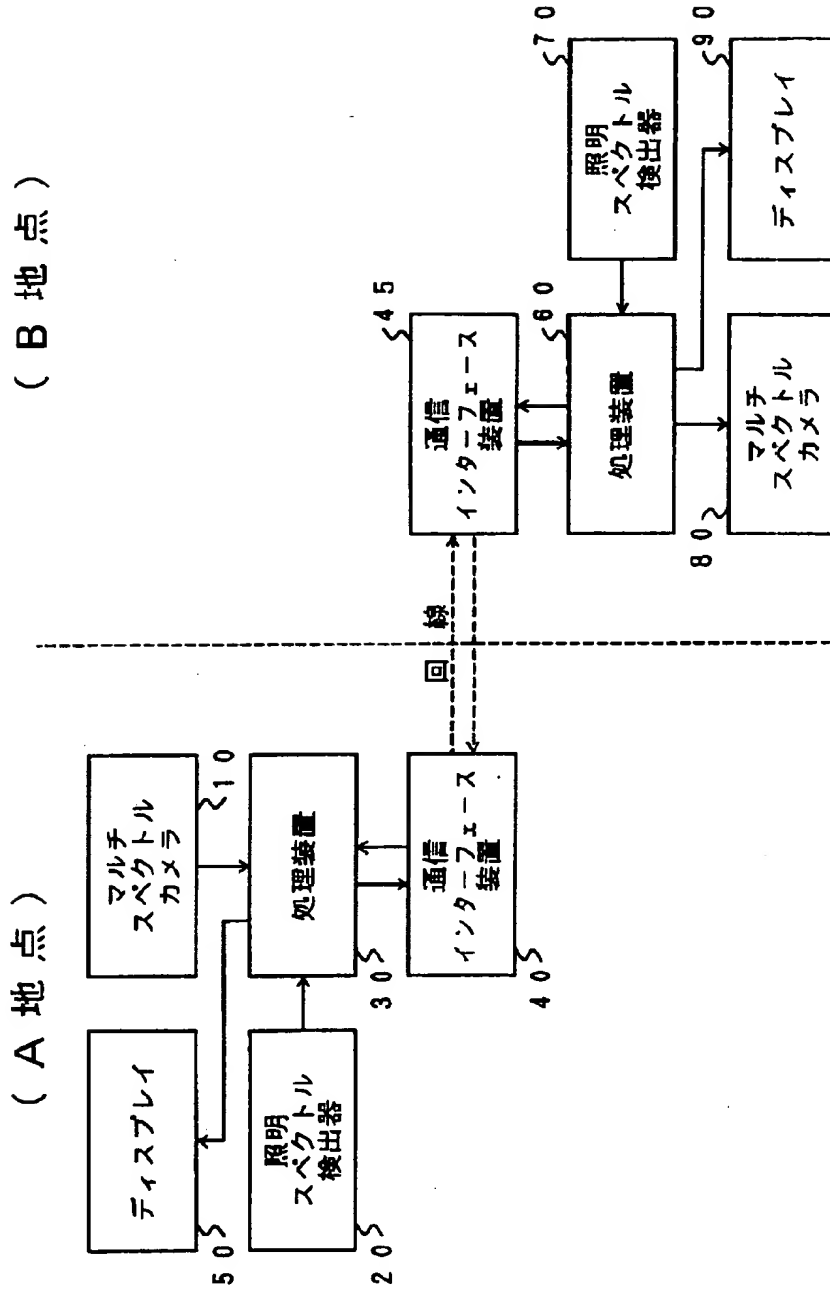 (A地点)
ディスプレイ
50
マルチ
スペクトル
カメラ
10
照明
スペクトル
検出器
20
処理装置
30
通信
インターフェース
装置
40
回線
(B地点)
通信
インターフェース
装置
45
処理装置
60
照明
スペクトル
検出器
70
マルチ
スペクトル
カメラ
80
ディスプレイ
90